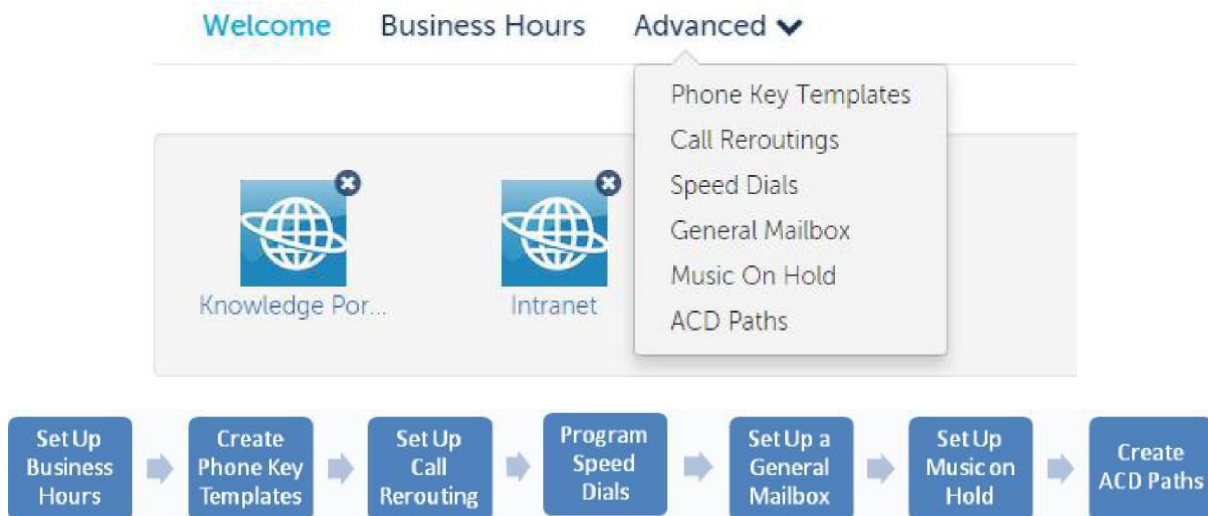 Welcome Business Hours Advanced
Phone Key Templates
Call Reroutings
Speed Dials
General Mailbox
Music On Hold
ACD Paths
Knowledge Por...
Intranet
Set Up
Business
Hours
Create
Phone Key
Templates
Set Up
Call
Rerouting
Program
Speed
Dials
Set Up a
General
Mailbox
Set Up
Music on
Hold
Create
ACD Paths